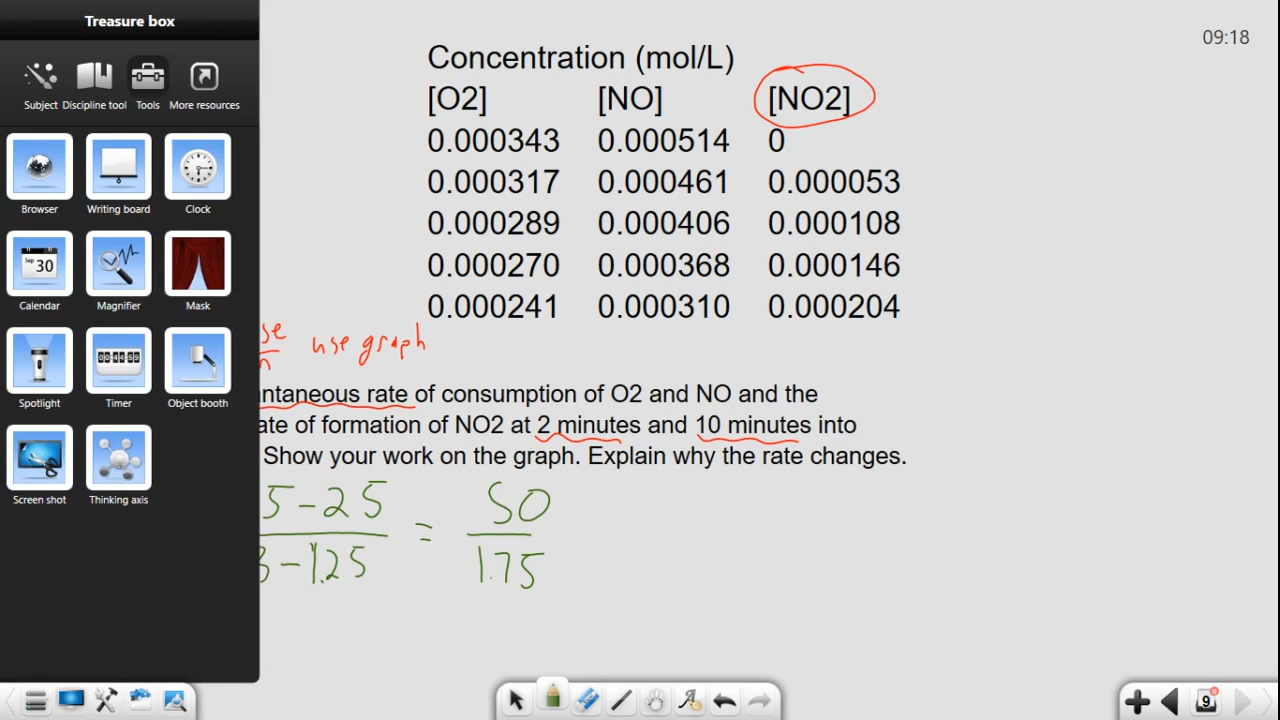 Treasure box
Subject Discipline tool Tools More resources
Browser Writing board Clock
Sep 30
Calendar Magnifier Mask
Spotlight Timer Object booth
Screen shot Thinking axis
09:18
Concentration (mol/L)
[O2] [NO] [NO2]
0.000343 0.000514 0
0.000317 0.000461 0.000053
0.000289 0.000406 0.000108
0.000270 0.000368 0.000146
0.000241 0.000310 0.000204
se use graph
n
antaneous rate of consumption of O2 and NO and the
ate of formation of NO2 at 2 minutes and 10 minutes into
Show your work on the graph. Explain why the rate changes.
5-25 = 50
3-1.25 1.75
9